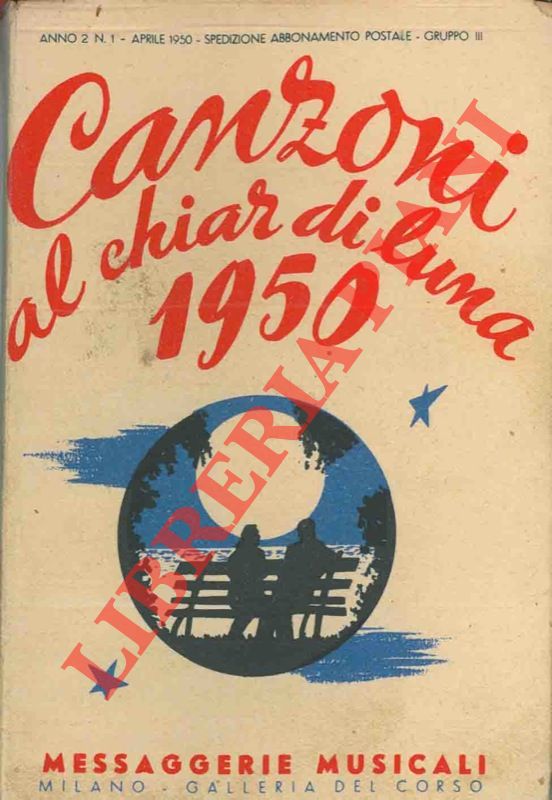 ANNO 2 N. 1 - APRILE 1950 - SPEDIZIONE ABBONAMENTO POSTALE - GRUPPO III
Canzoni
al chiar di luna
1950
LIBRERIA PIANI
MESSAGGERIE MUSICALI
MILANO - GALLERIA DEL CORSO